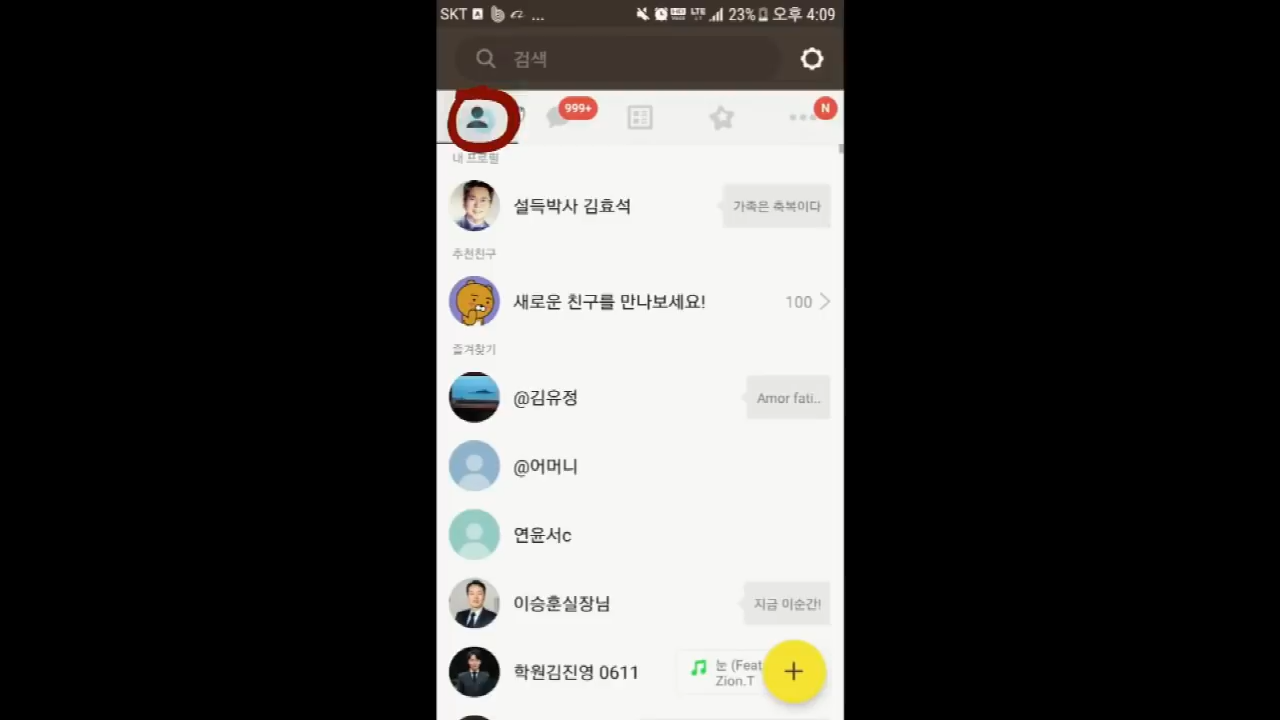 SKT ... 23% 오후 4:09
검색
999+ N
내 프로필
설득박사 김효석 가족은 축복이다
추천친구
새로운 친구를 만나보세요! 100
즐겨찾기
@김유정 Amor fati..
@어머니
연윤서c
이승훈실장님 지금 이순간!
학원김진영 0611 눈 (Feat
Zion.T